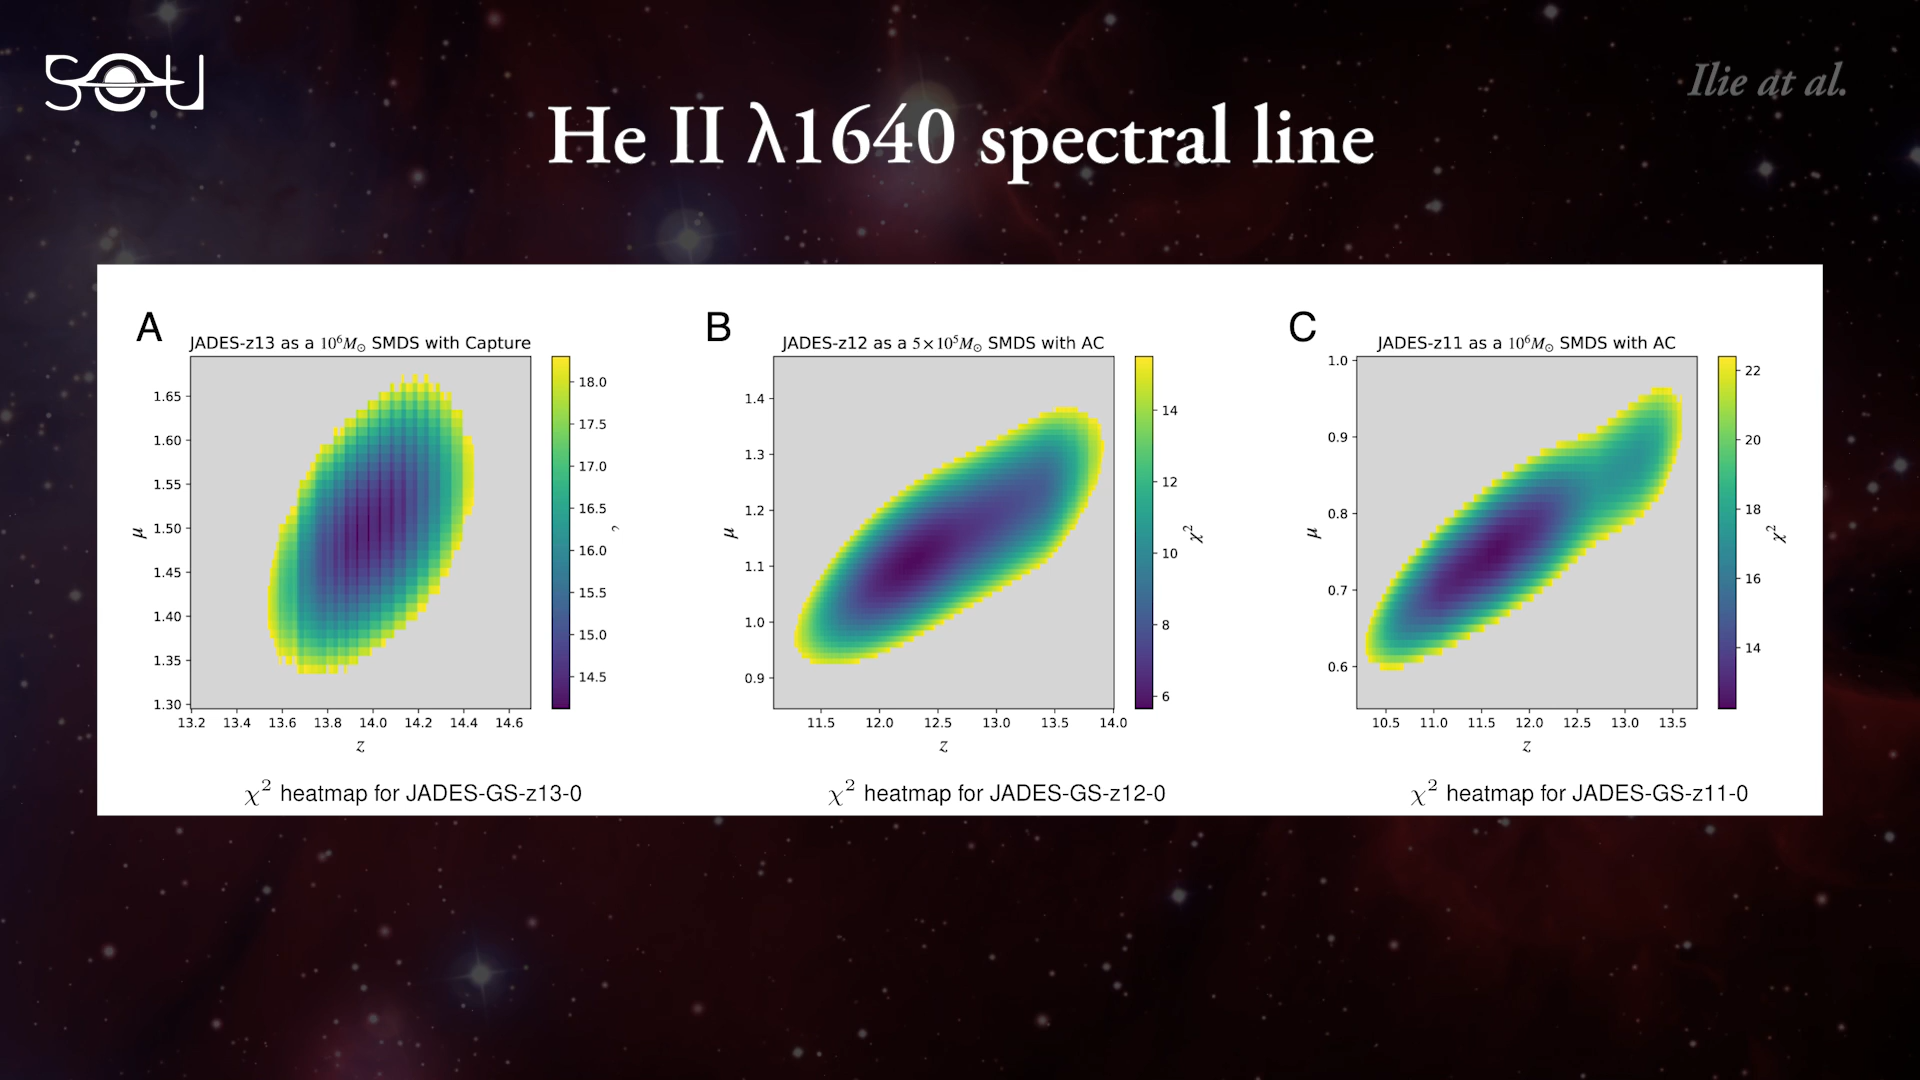 SOU
Ilie at al.
He II λ1640 spectral line
A
JADES-z13 as a 10⁶M⊙ SMDS with Capture
μ
1.65
1.60
1.55
1.50
1.45
1.40
1.35
1.30
13.2 13.4 13.6 13.8 14.0 14.2 14.4 14.6
z
18.0
17.5
17.0
16.5
16.0
15.5
15.0
14.5
χ² heatmap for JADES-GS-z13-0
B
JADES-z12 as a 5×10⁵M⊙ SMDS with AC
μ
1.4
1.3
1.2
1.1
1.0
0.9
11.5 12.0 12.5 13.0 13.5 14.0
z
14
12
10
8
6
χ²
χ² heatmap for JADES-GS-z12-0
C
JADES-z11 as a 10⁶M⊙ SMDS with AC
μ
1.0
0.9
0.8
0.7
0.6
10.5 11.0 11.5 12.0 12.5 13.0 13.5
z
22
20
18
16
14
χ²
χ² heatmap for JADES-GS-z11-0